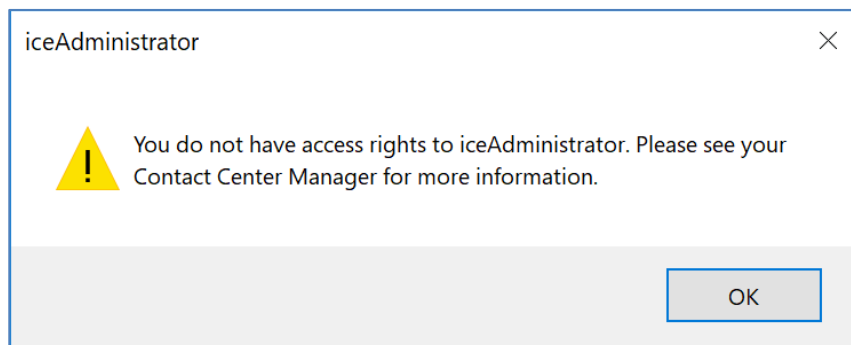 iceAdministrator
You do not have access rights to iceAdministrator. Please see your
Contact Center Manager for more information.
OK